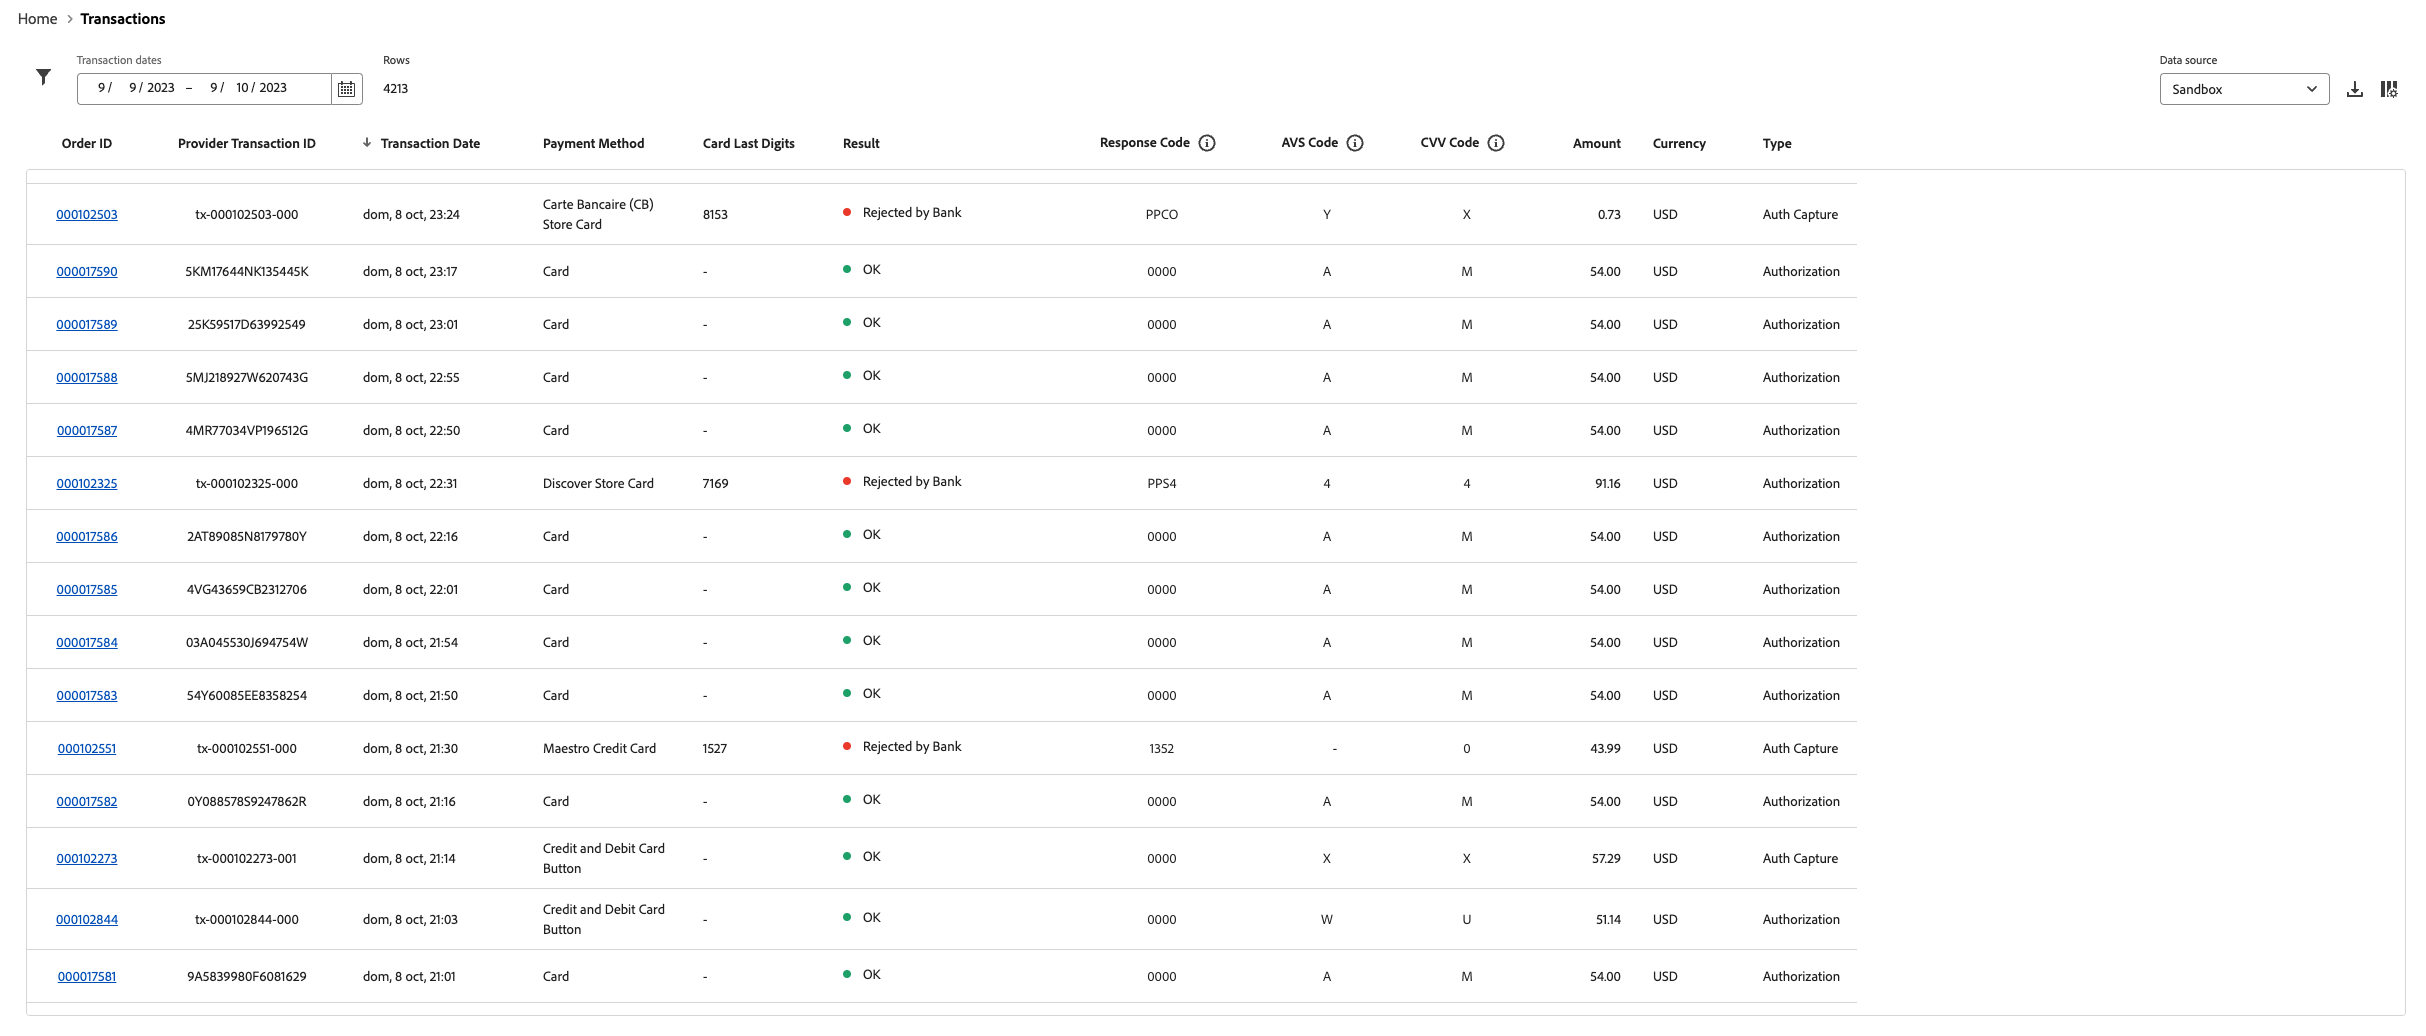 Home > Transactions
Transaction dates Rows Data source
9 / 9 / 2023 – 9 / 10 / 2023 4213 Sandbox
Order ID Provider Transaction ID Transaction Date Payment Method Card Last Digits Result Response Code AVS Code CVV Code Amount Currency Type
000102503 tx-000102503-000 dom, 8 oct, 23:24 Carte Bancaire (CB) Store Card 8153 Rejected by Bank PPCO Y X 0.73 USD Auth Capture
000017590 5KM17644NK135445K dom, 8 oct, 23:17 Card - OK 0000 A M 54.00 USD Authorization
000017589 25K59517D63992549 dom, 8 oct, 23:01 Card - OK 0000 A M 54.00 USD Authorization
000017588 5MJ218927W620743G dom, 8 oct, 22:55 Card - OK 0000 A M 54.00 USD Authorization
000017587 4MR77034VP196512G dom, 8 oct, 22:50 Card - OK 0000 A M 54.00 USD Authorization
000102325 tx-000102325-000 dom, 8 oct, 22:31 Discover Store Card 7169 Rejected by Bank PPS4 4 4 91.16 USD Authorization
000017586 2AT89085N8179780Y dom, 8 oct, 22:16 Card - OK 0000 A M 54.00 USD Authorization
000017585 4VG43659CB2312706 dom, 8 oct, 22:01 Card - OK 0000 A M 54.00 USD Authorization
000017584 03A045530J694754W dom, 8 oct, 21:54 Card - OK 0000 A M 54.00 USD Authorization
000017583 54Y60085EE8358254 dom, 8 oct, 21:50 Card - OK 0000 A M 54.00 USD Authorization
000102551 tx-000102551-000 dom, 8 oct, 21:30 Maestro Credit Card 1527 Rejected by Bank 1352 - 0 43.99 USD Auth Capture
000017582 0Y088578S9247862R dom, 8 oct, 21:16 Card - OK 0000 A M 54.00 USD Authorization
000102273 tx-000102273-001 dom, 8 oct, 21:14 Credit and Debit Card Button - OK 0000 X X 57.29 USD Auth Capture
000102844 tx-000102844-000 dom, 8 oct, 21:03 Credit and Debit Card Button - OK 0000 W U 51.14 USD Authorization
000017581 9A5839980F6081629 dom, 8 oct, 21:01 Card - OK 0000 A M 54.00 USD Authorization